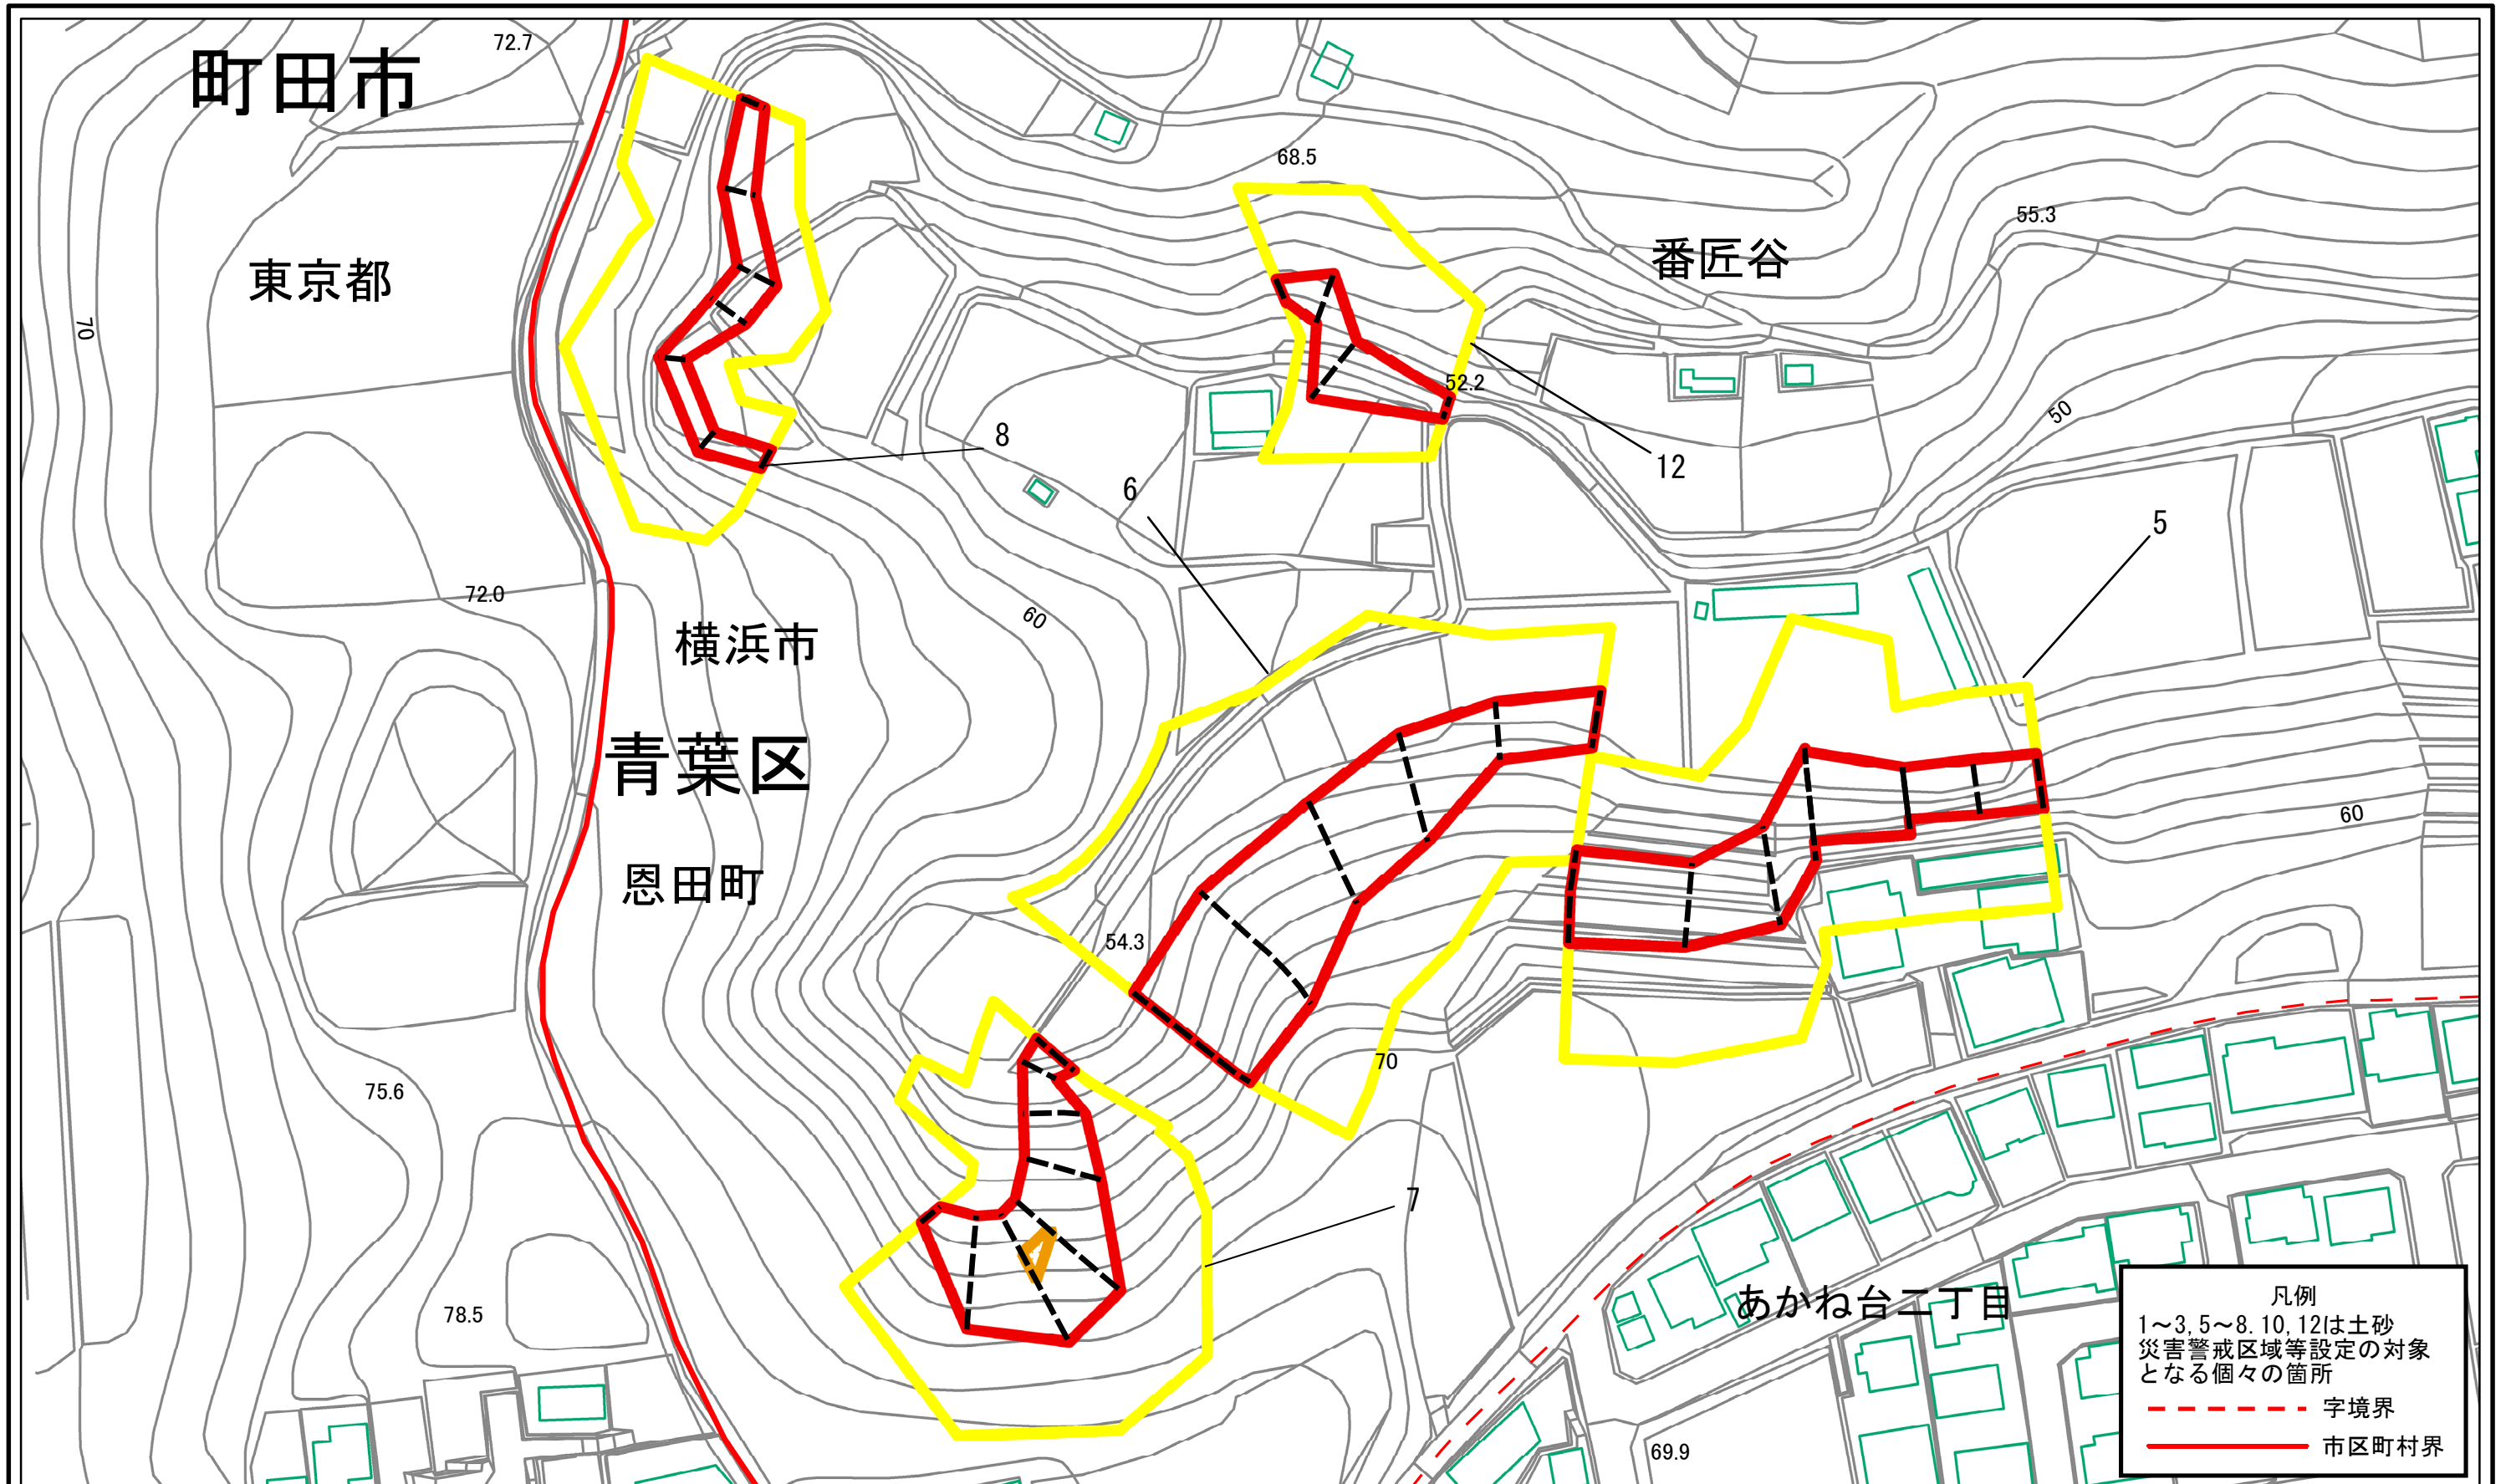 72.7
町田市
68.5
55.3
東京都
番匠谷
70
52.2
50
8
12
6
5
72.0
60
横浜市
青葉区
60
恩田町
54.3
70
75.6
7
78.5
あかね台二丁目
69.9
凡例
1～3,5～8.10,12は土砂
災害警戒区域等設定の対象
となる個々の箇所
字境界
市区町村界